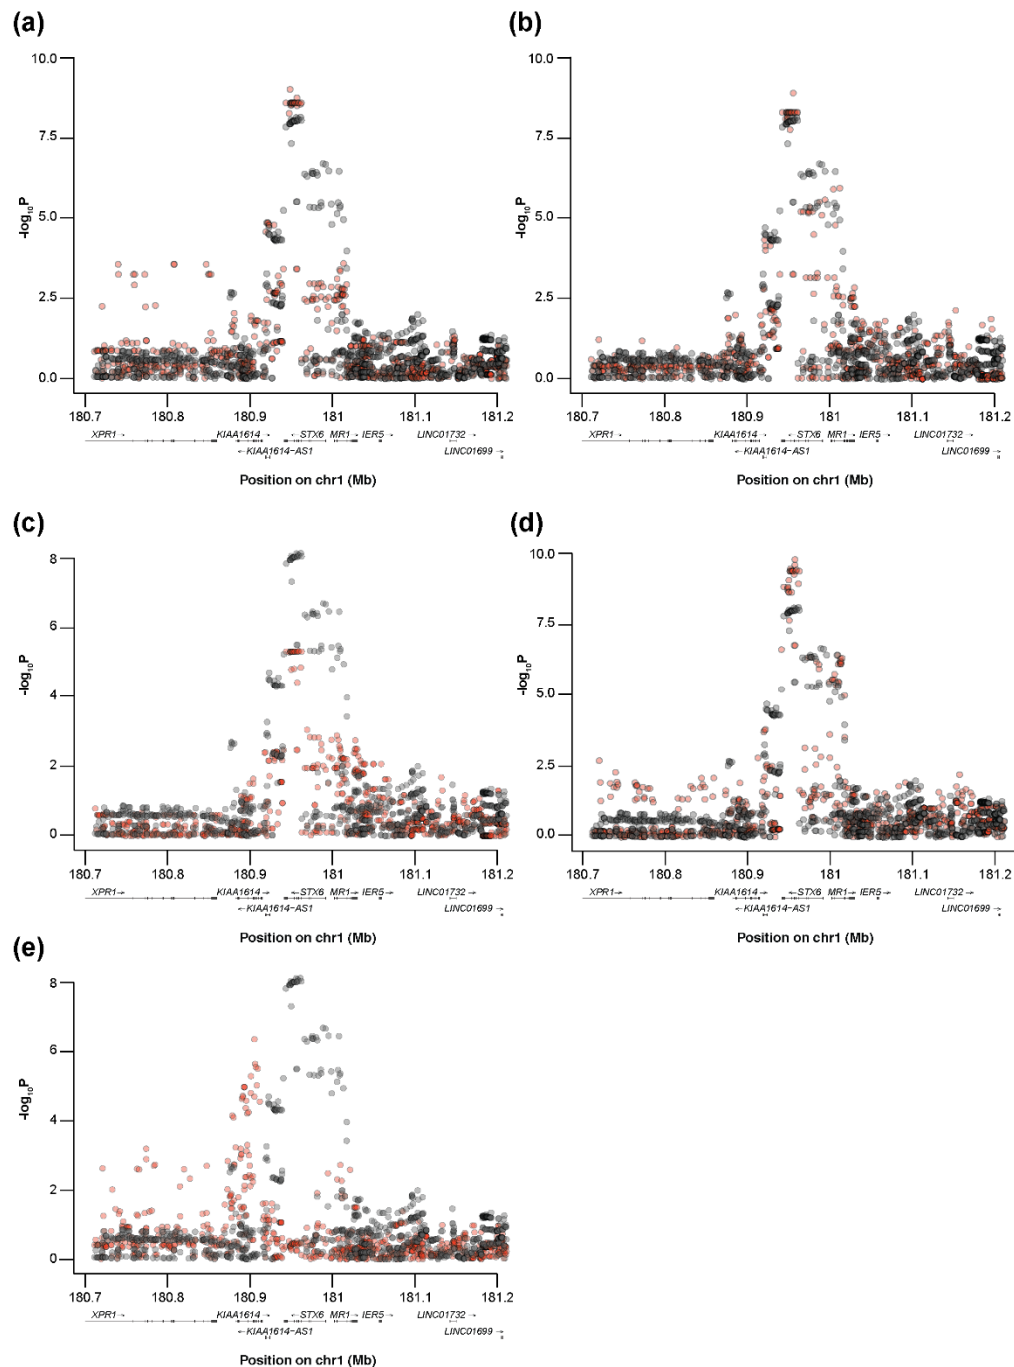 (a)
(b)
10.0
7.5
5.0
2.5
0.0
-log10P
180.7 180.8 180.9 181 181.1 181.2
XPR1→ KIAA1614→ ←STX6 MR1→ IER5→ LINC01732→
←KIAA1614-AS1 LINC01699→
Position on chr1 (Mb)
10.0
7.5
5.0
2.5
0.0
-log10P
180.7 180.8 180.9 181 181.1 181.2
XPR1→ KIAA1614→ ←STX6 MR1→ IER5→ LINC01732→
←KIAA1614-AS1 LINC01699→
Position on chr1 (Mb)
(c)
(d)
8
6
4
2
0
-log10P
180.7 180.8 180.9 181 181.1 181.2
XPR1→ KIAA1614→ ←STX6 MR1→ IER5→ LINC01732→
←KIAA1614-AS1 LINC01699→
Position on chr1 (Mb)
10.0
7.5
5.0
2.5
0.0
-log10P
180.7 180.8 180.9 181 181.1 181.2
XPR1→ KIAA1614→ ←STX6 MR1→ IER5→ LINC01732→
←KIAA1614-AS1 LINC01699→
Position on chr1 (Mb)
(e)
8
6
4
2
0
-log10P
180.7 180.8 180.9 181 181.1 181.2
XPR1→ KIAA1614→ ←STX6 MR1→ IER5→ LINC01732→
←KIAA1614-AS1 LINC01699→
Position on chr1 (Mb)